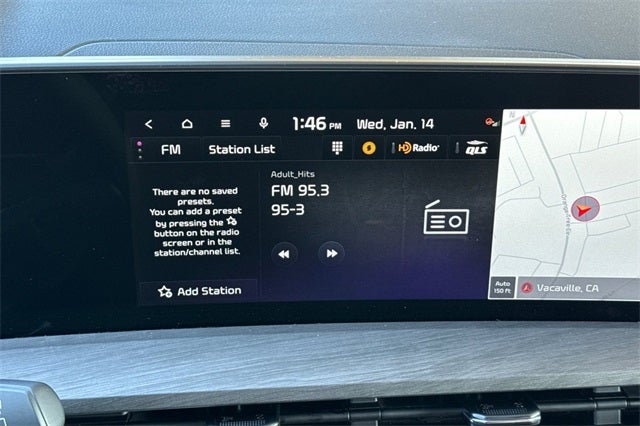 1:46 PM Wed, Jan. 14
FM Station List HD Radio QLS
There are no saved
presets.
You can add a preset
by pressing the
button on the radio
screen or in the
station/channel list.
Add Station
Adult_Hits
FM 95.3
95-3
N
Auto
150 ft
Vacaville, CA